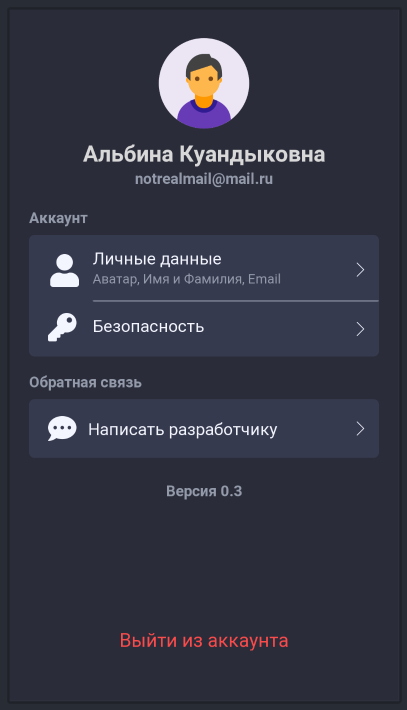 Альбина Куандыковна
notrealmail@mail.ru
Аккаунт
Личные данные
Аватар, Имя и Фамилия, Email
Безопасность
Обратная связь
Написать разработчику
Версия 0.3
Выйти из аккаунта